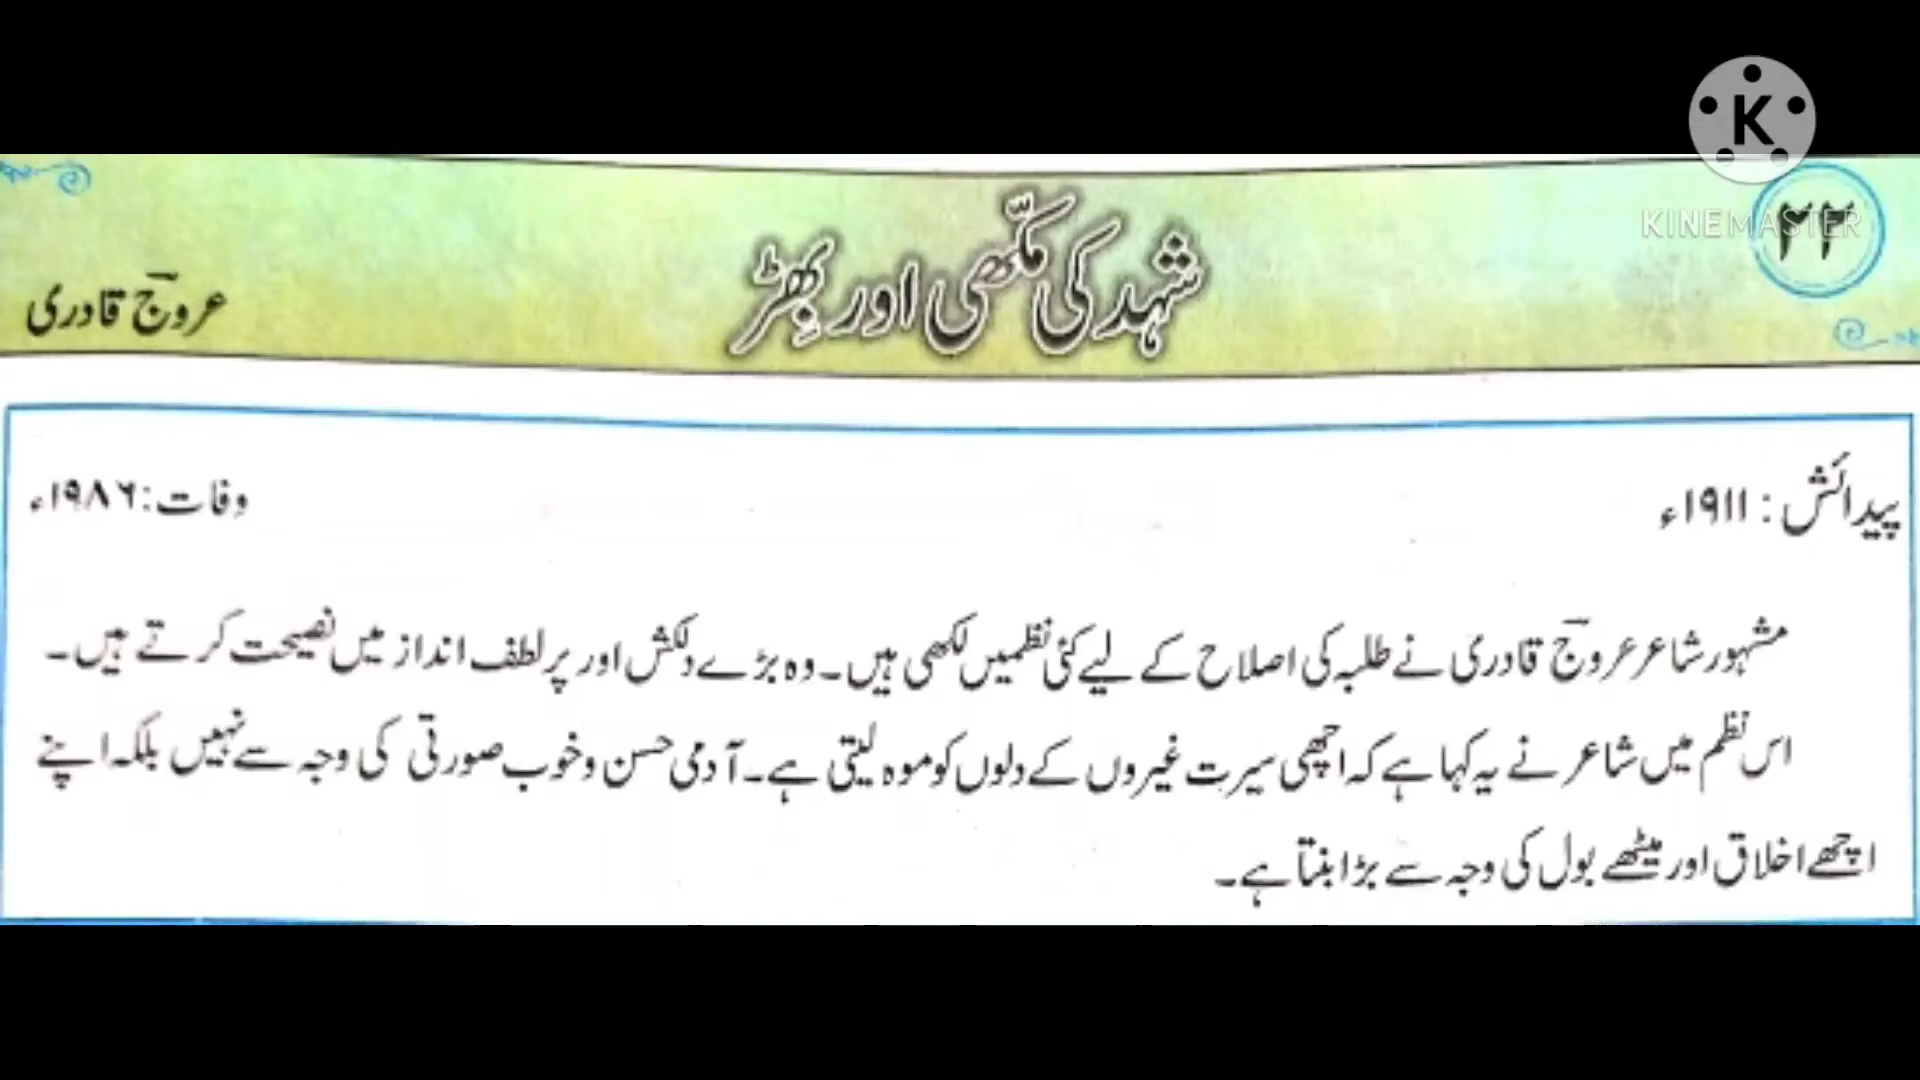 K
KINEMASTER
۲۲
شہد کی مکّھی اور بِھڑ
عروجؔ قادری
پیدائش : ۱۹۱۱ء
وفات: ۱۹۸۶ء
مشہور شاعر عروجؔ قادری نے طلبہ کی اصلاح کے لیے کئی نظمیں لکھی ہیں۔ وہ بڑے دلکش اور پر لطف انداز میں نصیحت کرتے ہیں۔
اس نظم میں شاعر نے یہ کہا ہے کہ اچھی سیرت غیروں کے دلوں کو موہ لیتی ہے۔ آدمی حسن و خوب صورتی کی وجہ سے نہیں بلکہ اپنے
اچھے اخلاق اور میٹھے بول کی وجہ سے بڑا بنتا ہے۔